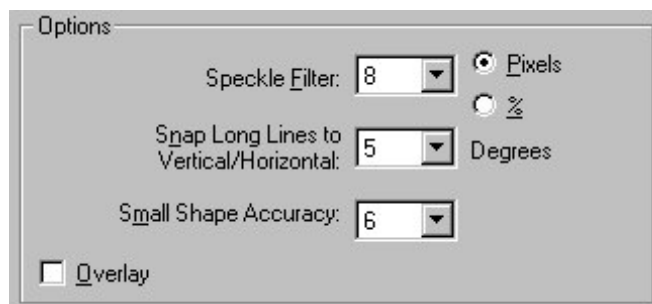 Options
Speckle Filter: 8 Pixels
%
Snap Long Lines to
Vertical/Horizontal: 5 Degrees
Small Shape Accuracy: 6
Overlay